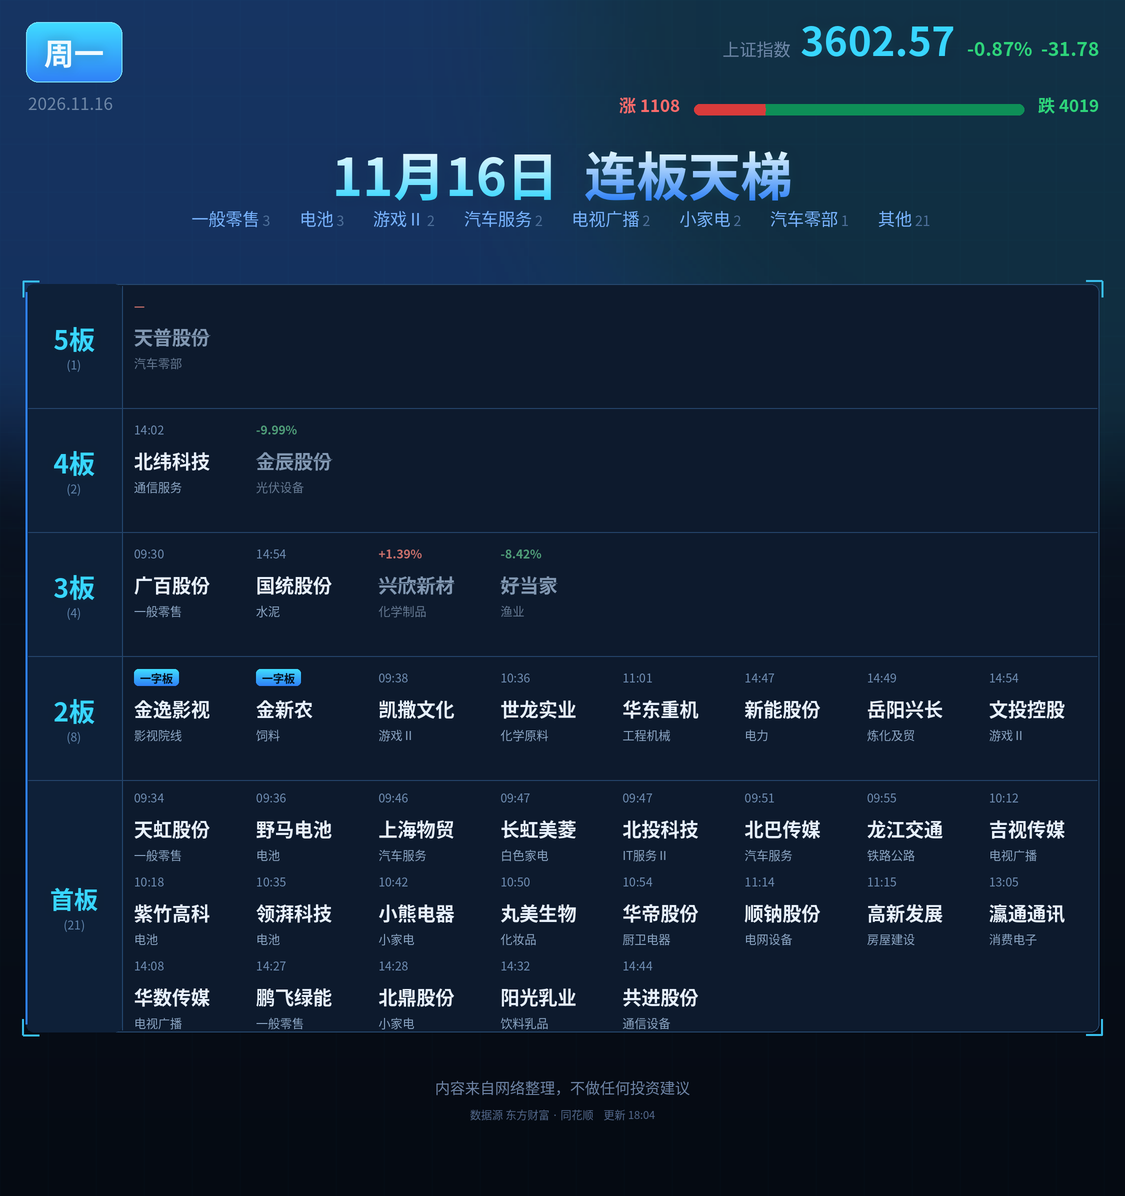 周一
2026.11.16
上证指数 3602.57 -0.87% -31.78
涨 1108 跌 4019
11月16日 连板天梯
一般零售 3 电池 3 游戏Ⅱ 2 汽车服务 2 电视广播 2 小家电 2 汽车零部 1 其他 21
5板
(1)
—
天普股份
汽车零部
4板
(2)
14:02 -9.99%
北纬科技 金辰股份
通信服务 光伏设备
3板
(4)
09:30 14:54 +1.39% -8.42%
广百股份 国统股份 兴欣新材 好当家
一般零售 水泥 化学制品 渔业
2板
(8)
一字板 一字板 09:38 10:36 11:01 14:47 14:49 14:54
金逸影视 金新农 凯撒文化 世龙实业 华东重机 新能股份 岳阳兴长 文投控股
影视院线 饲料 游戏Ⅱ 化学原料 工程机械 电力 炼化及贸 游戏Ⅱ
首板
(21)
09:34 09:36 09:46 09:47 09:47 09:51 09:55 10:12
天虹股份 野马电池 上海物贸 长虹美菱 北投科技 北巴传媒 龙江交通 吉视传媒
一般零售 电池 汽车服务 白色家电 IT服务Ⅱ 汽车服务 铁路公路 电视广播
10:18 10:35 10:42 10:50 10:54 11:14 11:15 13:05
紫竹高科 领湃科技 小熊电器 丸美生物 华帝股份 顺钠股份 高新发展 瀛通通讯
电池 电池 小家电 化妆品 厨卫电器 电网设备 房屋建设 消费电子
14:08 14:27 14:28 14:32 14:44
华数传媒 鹏飞绿能 北鼎股份 阳光乳业 共进股份
电视广播 一般零售 小家电 饮料乳品 通信设备
内容来自网络整理，不做任何投资建议
数据源 东方财富 · 同花顺 更新 18:04